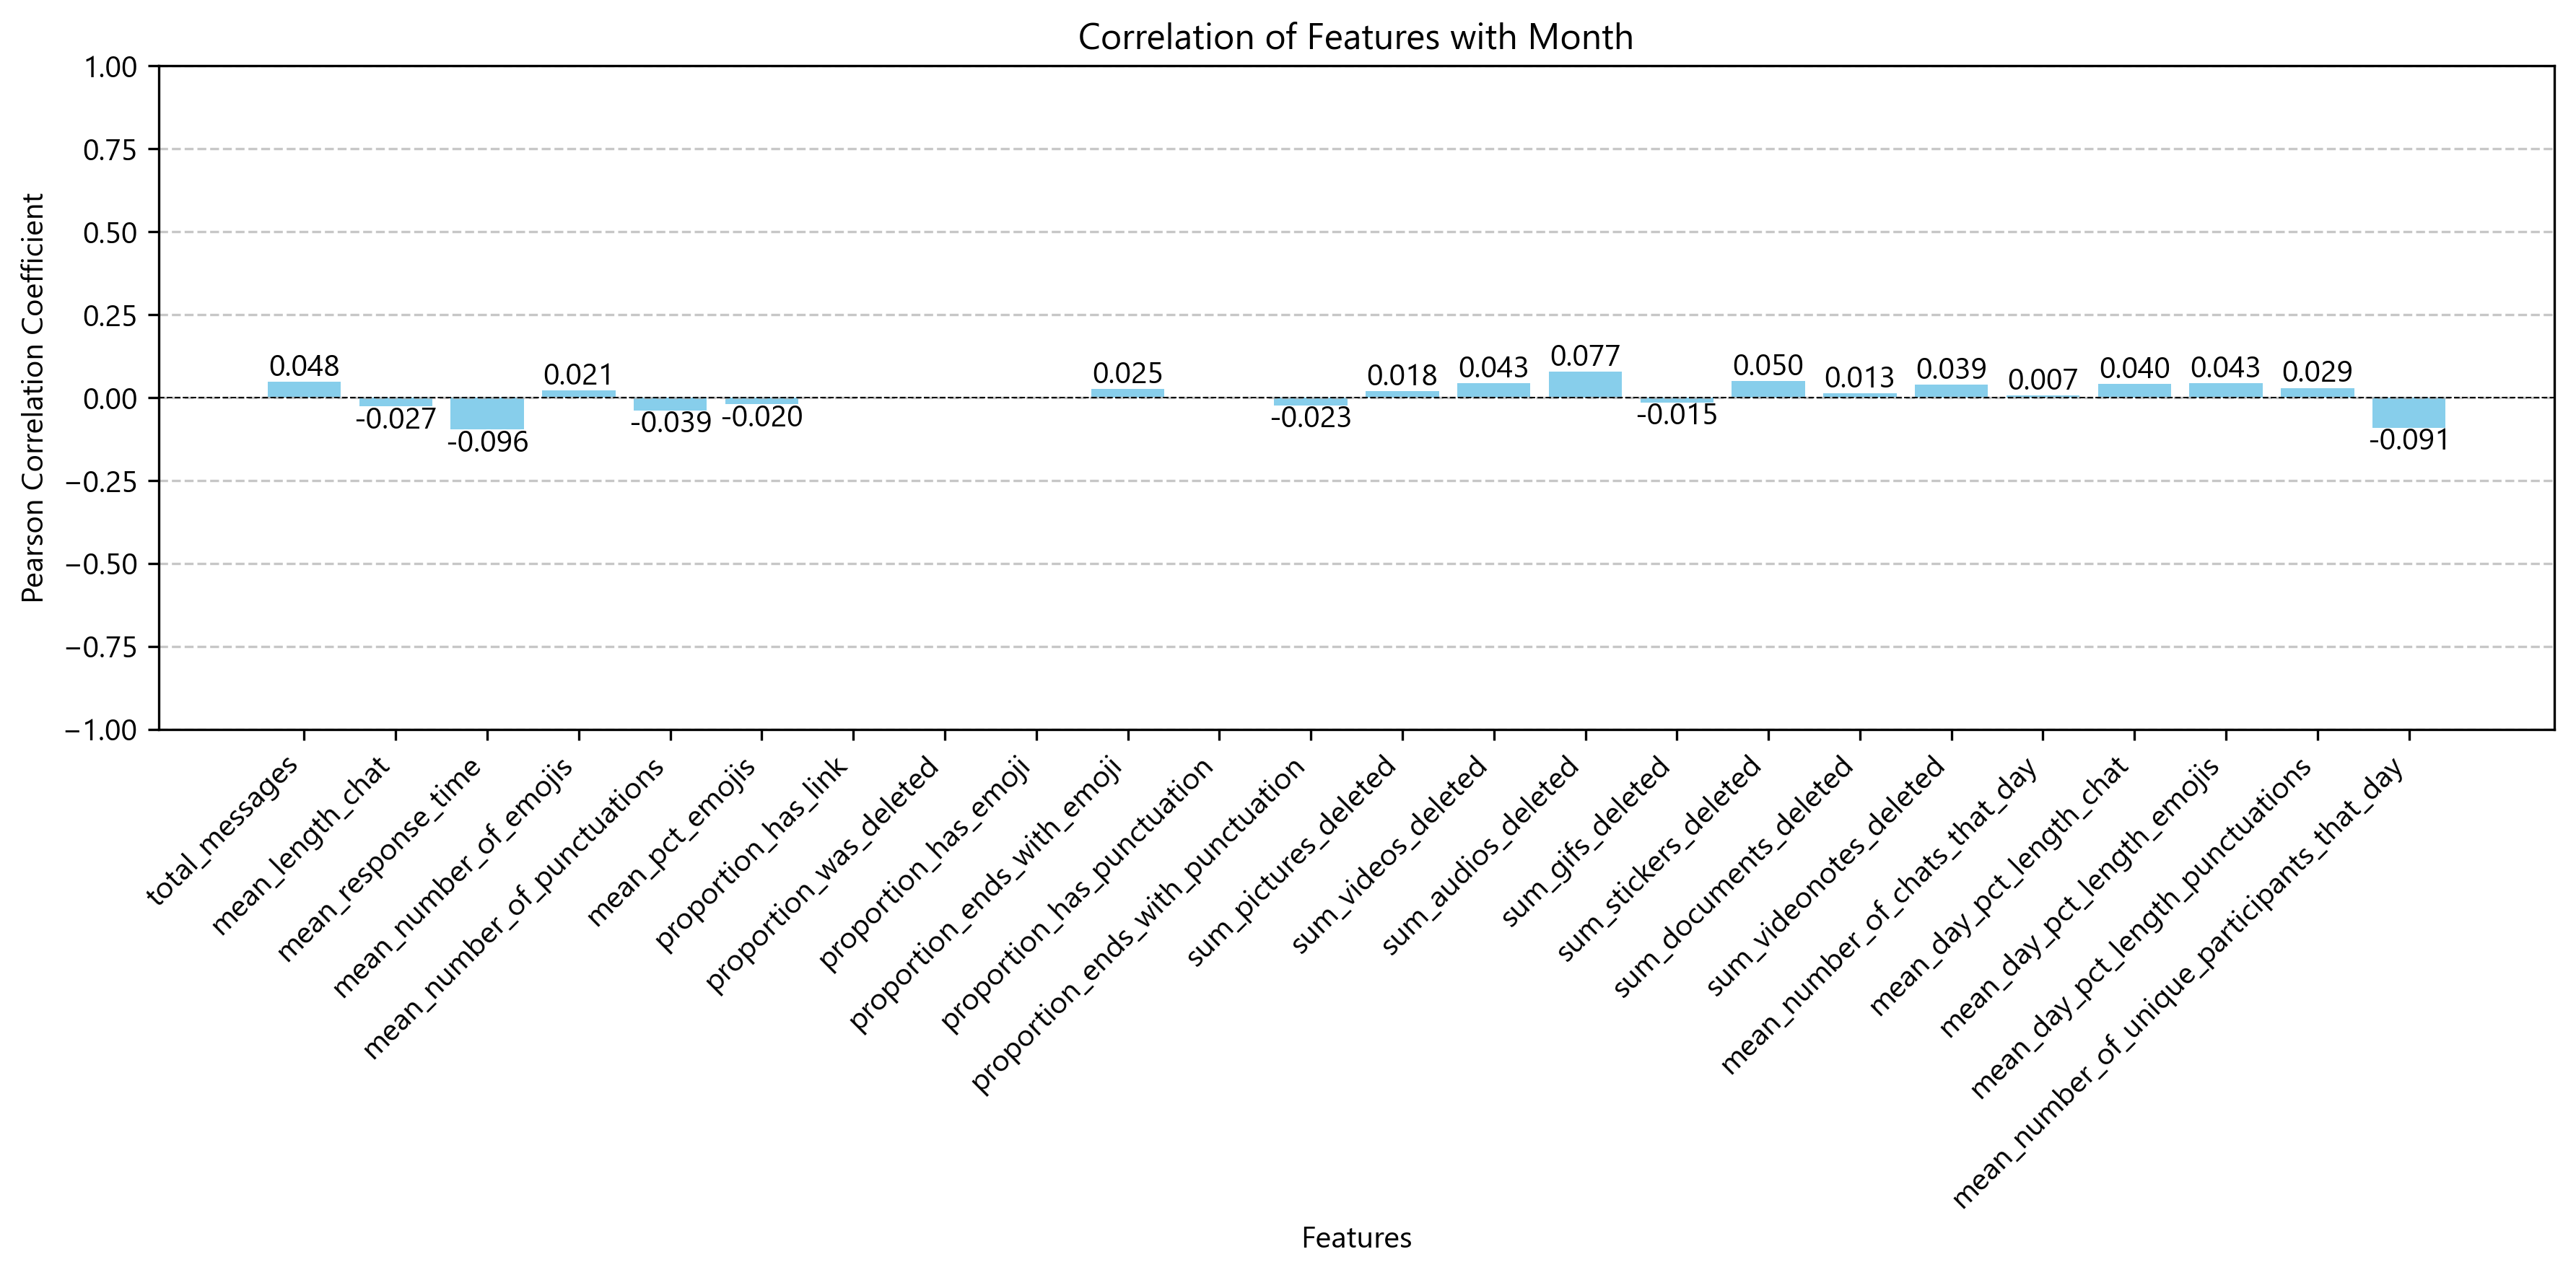 Correlation of Features with Month
Pearson Correlation Coefficient
1.00
0.75
0.50
0.25
0.00
−0.25
−0.50
−0.75
−1.00
0.048
-0.027
-0.096
0.021
-0.039
-0.020
0.025
-0.023
0.018
0.043
0.077
-0.015
0.050
0.013
0.039
0.007
0.040
0.043
0.029
-0.091
total_messages
mean_length_chat
mean_response_time
mean_number_of_emojis
mean_number_of_punctuations
mean_pct_emojis
proportion_has_link
proportion_was_deleted
proportion_has_emoji
proportion_ends_with_emoji
proportion_has_punctuation
proportion_ends_with_punctuation
sum_pictures_deleted
sum_videos_deleted
sum_audios_deleted
sum_gifs_deleted
sum_stickers_deleted
sum_documents_deleted
sum_videonotes_deleted
mean_number_of_chats_that_day
mean_day_pct_length_chat
mean_day_pct_length_emojis
mean_day_pct_length_punctuations
mean_number_of_unique_participants_that_day
Features